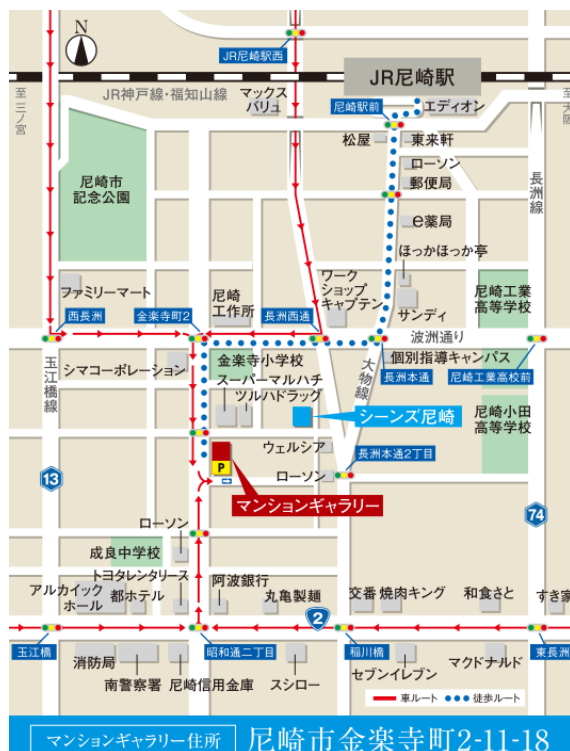 N
JR尼崎駅西
JR尼崎駅
至 三ノ宮
JR神戸線・福知山線
マックス
バリュ
尼崎駅前
エディオン
至 大阪
松屋
東来軒
ローソン
郵便局
長洲線
尼崎市
記念公園
e薬局
ほっかほっか亭
ファミリーマート
尼崎
工作所
ワーク
ショップ
キャプテン
サンディ
尼崎工業
高等学校
西長洲
金楽寺町2
長洲西通
波洲通り
シマコーポレーション
金楽寺小学校
個別指導キャンパス
玉江橋線
スーパーマルハチ
ツルハドラッグ
大物線
長洲本通
尼崎工業高校前
シーンズ尼崎
尼崎小田
高等学校
ウェルシア
長洲本通2丁目
P
ローソン
13
マンションギャラリー
74
ローソン
成良中学校
トヨタレンタリース
阿波銀行
アルカイック
ホール
都ホテル
丸亀製麺
交番
焼肉キング
和食さと
すき家
2
玉江橋
昭和通二丁目
稲川橋
東長洲
消防局
南警察署
尼崎信用金庫
スシロー
セブンイレブン
マクドナルド
車ルート
徒歩ルート
マンションギャラリー住所
尼崎市金楽寺町2-11-18